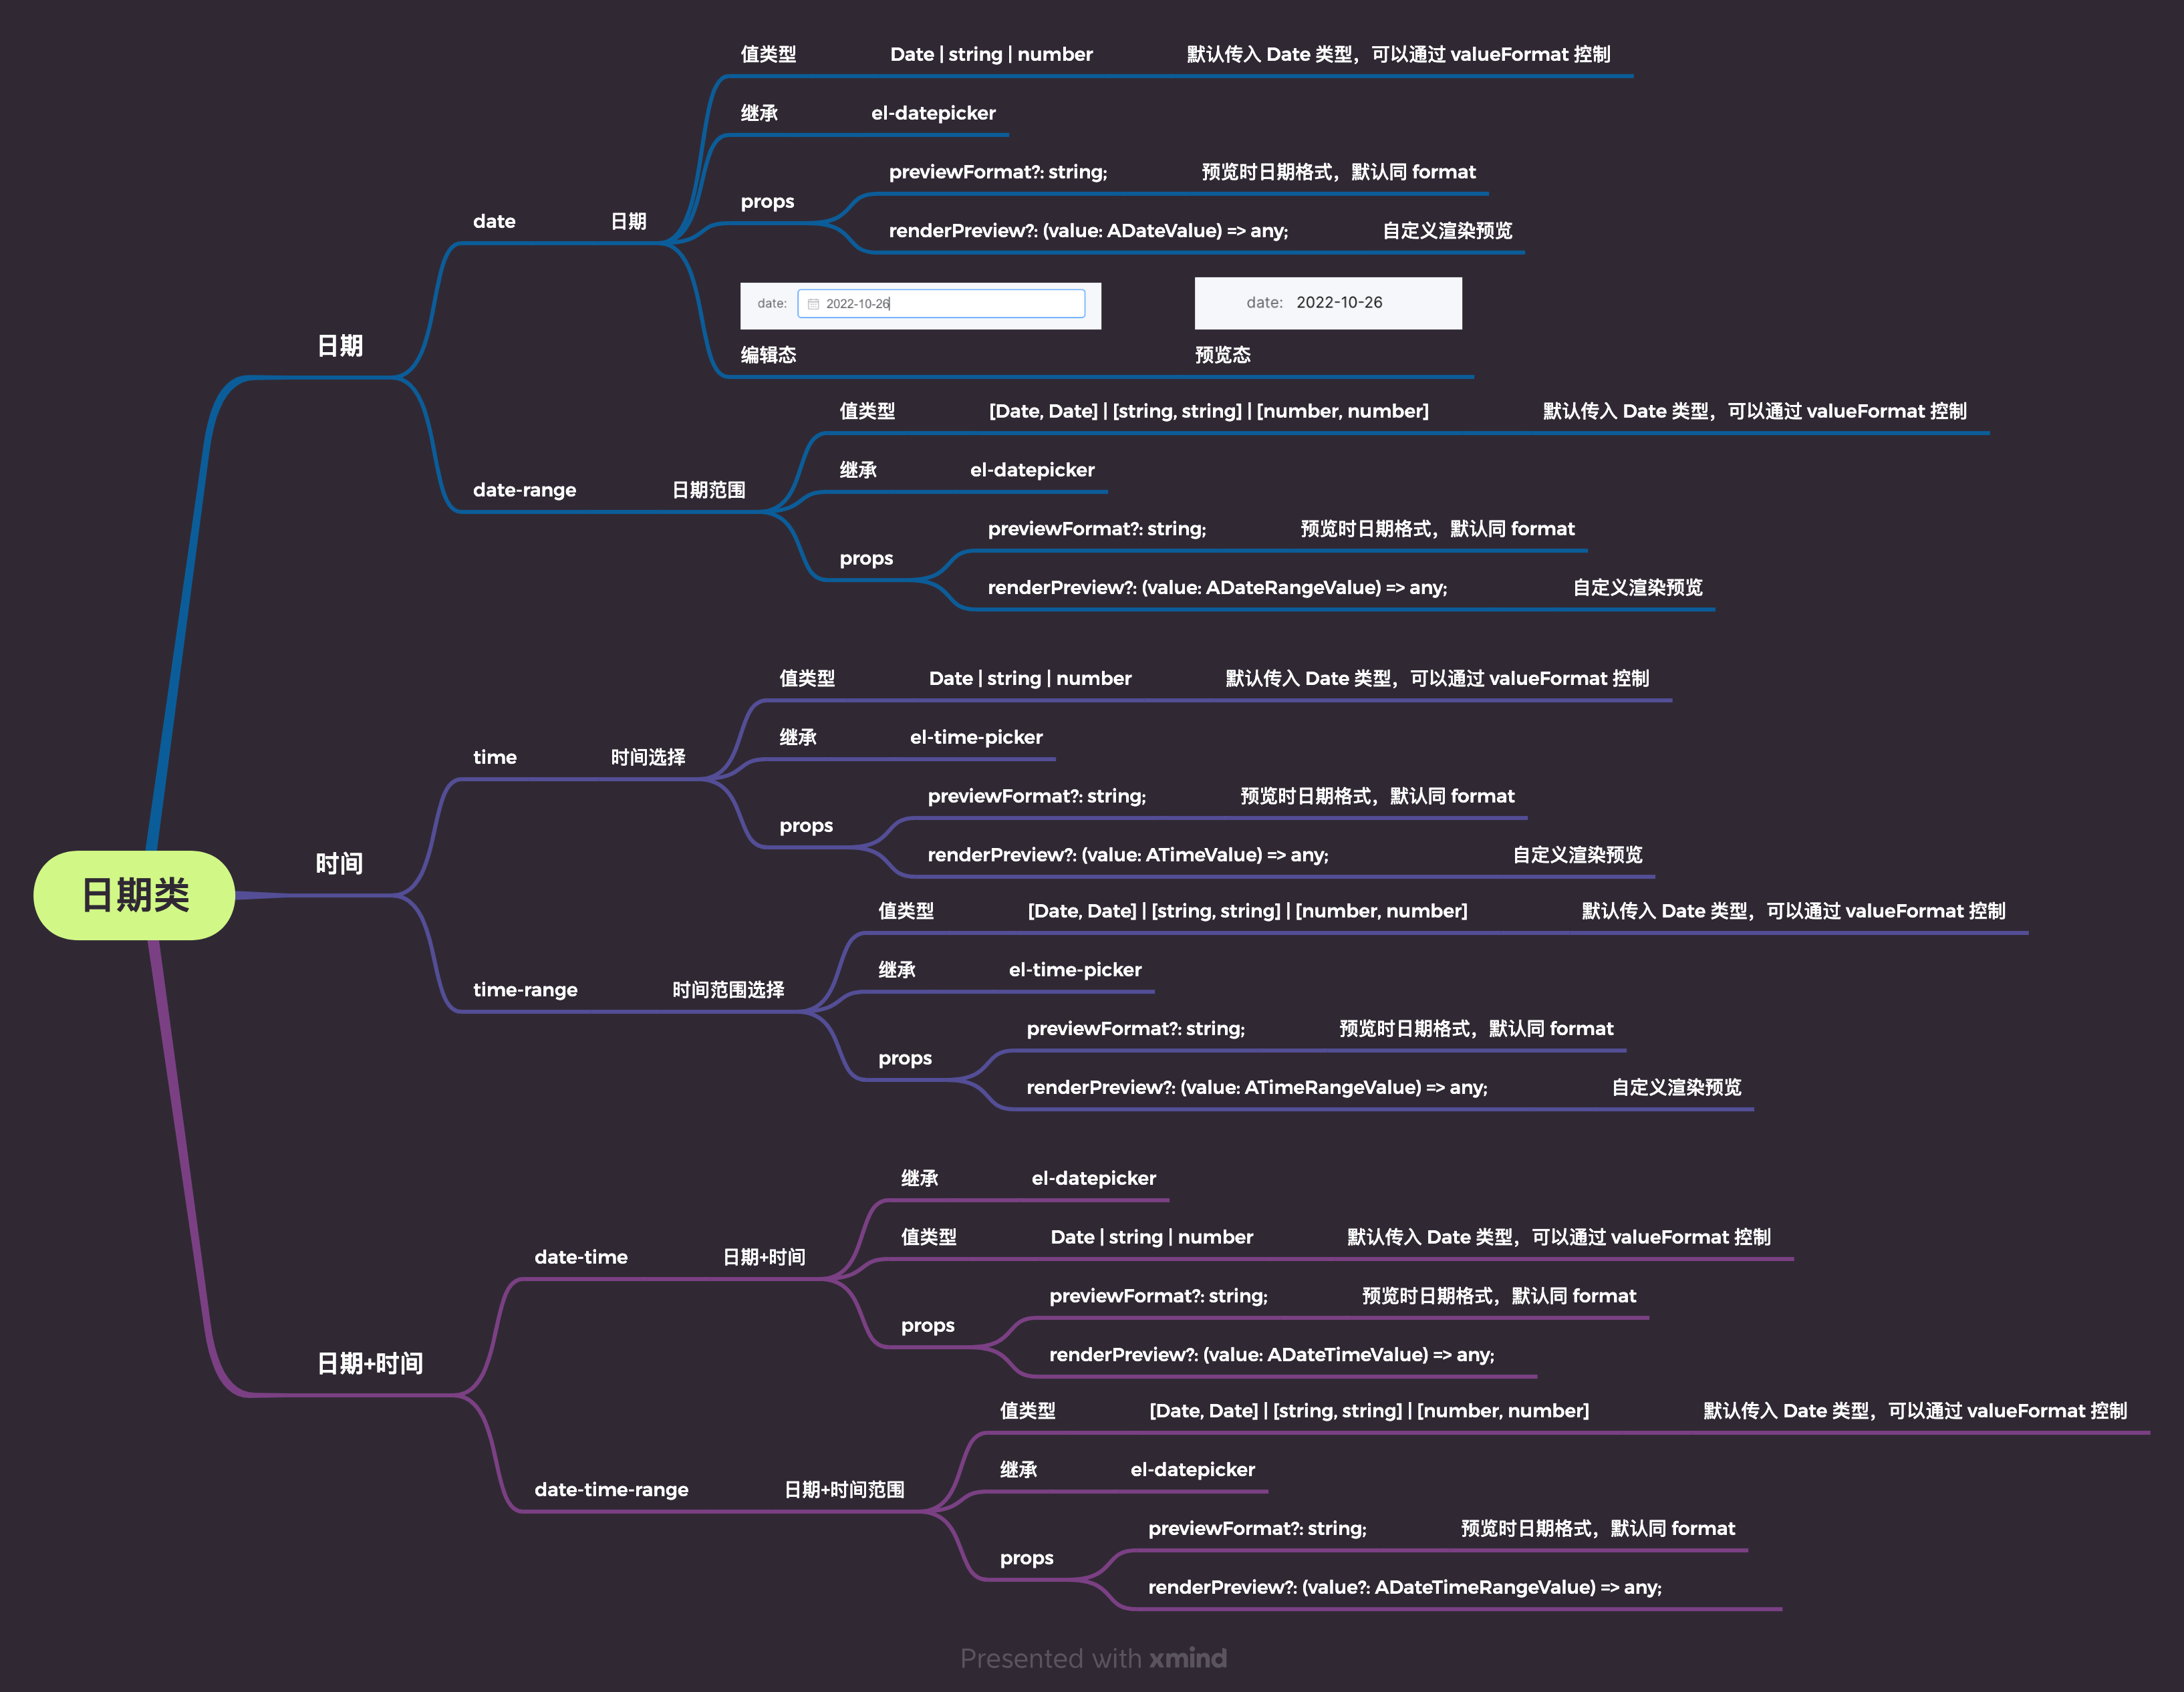 值类型 Date | string | number 默认传入 Date 类型，可以通过 valueFormat 控制
继承 el-datepicker
previewFormat?: string; 预览时日期格式，默认同 format
props
renderPreview?: (value: ADateValue) => any; 自定义渲染预览
date 日期
date: 2022-10-26 date: 2022-10-26
编辑态 预览态
日期
值类型 [Date, Date] | [string, string] | [number, number] 默认传入 Date 类型，可以通过 valueFormat 控制
继承 el-datepicker
date-range 日期范围
previewFormat?: string; 预览时日期格式，默认同 format
props
renderPreview?: (value: ADateRangeValue) => any; 自定义渲染预览
值类型 Date | string | number 默认传入 Date 类型，可以通过 valueFormat 控制
继承 el-time-picker
time 时间选择
previewFormat?: string; 预览时日期格式，默认同 format
props
renderPreview?: (value: ATimeValue) => any; 自定义渲染预览
时间
日期类
值类型 [Date, Date] | [string, string] | [number, number] 默认传入 Date 类型，可以通过 valueFormat 控制
继承 el-time-picker
time-range 时间范围选择
previewFormat?: string; 预览时日期格式，默认同 format
props
renderPreview?: (value: ATimeRangeValue) => any; 自定义渲染预览
继承 el-datepicker
值类型 Date | string | number 默认传入 Date 类型，可以通过 valueFormat 控制
date-time 日期+时间
previewFormat?: string; 预览时日期格式，默认同 format
props
renderPreview?: (value: ADateTimeValue) => any;
日期+时间
值类型 [Date, Date] | [string, string] | [number, number] 默认传入 Date 类型，可以通过 valueFormat 控制
继承 el-datepicker
date-time-range 日期+时间范围
previewFormat?: string; 预览时日期格式，默认同 format
props
renderPreview?: (value?: ADateTimeRangeValue) => any;
Presented with xmind